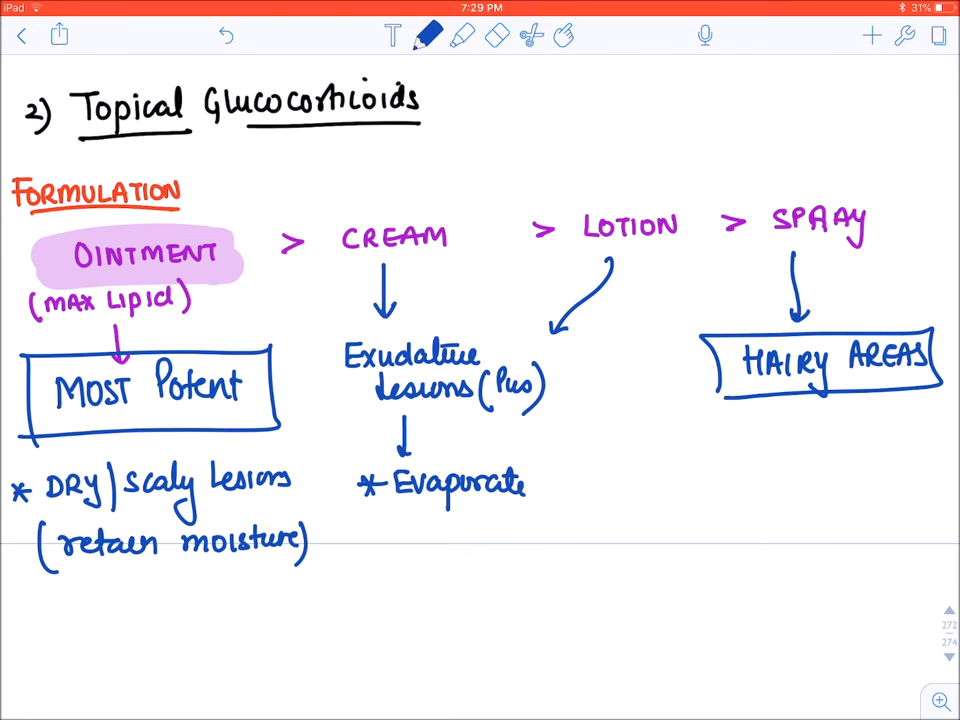 iPad
7:29 PM
31%
T
2) Topical Glucocorticoids
FORMULATION
OINTMENT > CREAM > LOTION > SPRAY
(MAX LIPID)
MOST Potent
Exudative
lesions (Pus)
HAIRY AREAS
* DRY/Scaly Lesions
(retain moisture)
* Evaporate
272
274